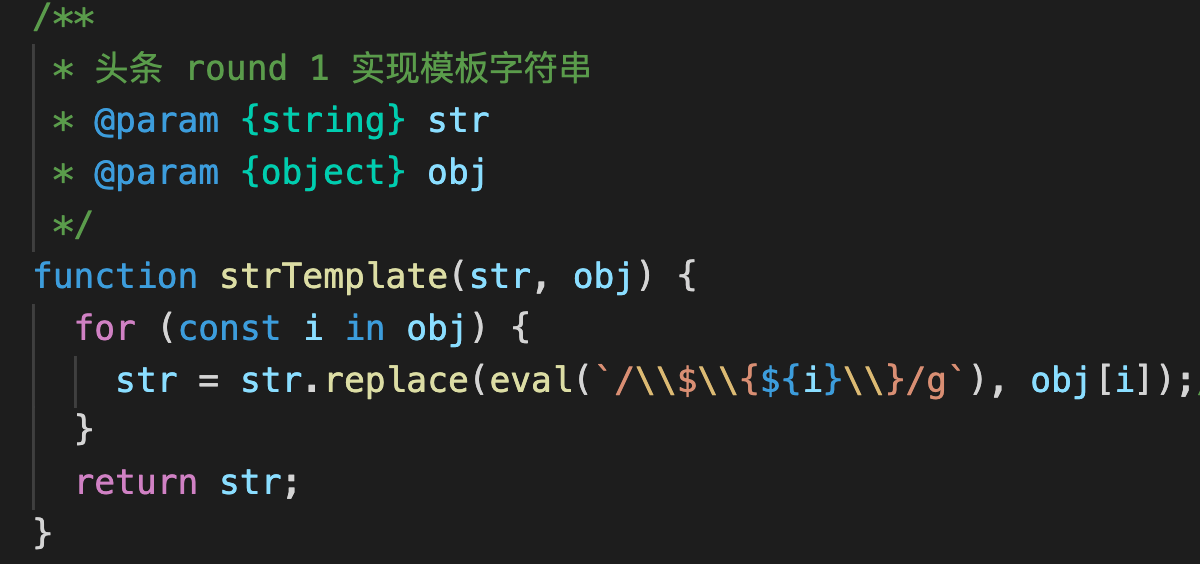 /**
 * 头条 round 1 实现模板字符串
 * @param {string} str
 * @param {object} obj
 */
function strTemplate(str, obj) {
  for (const i in obj) {
    str = str.replace(eval(`/\\$\\{${i}\\}/g`), obj[i]);
  }
  return str;
}